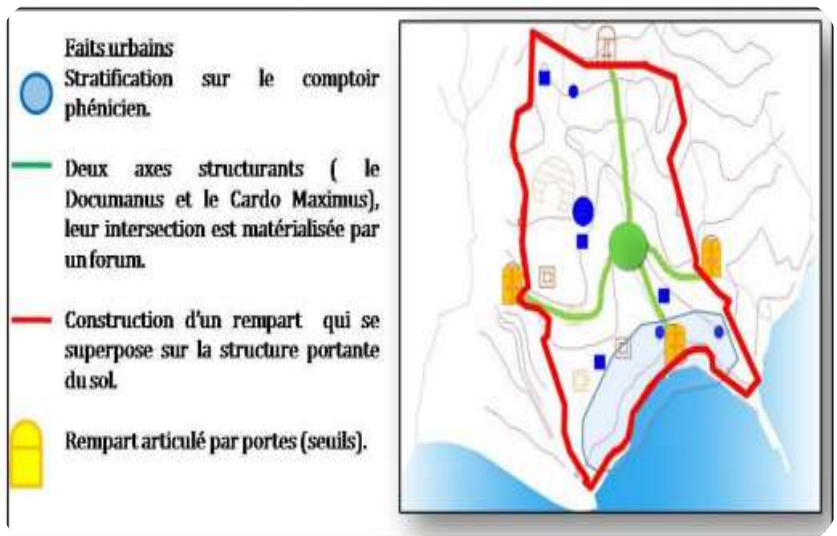 Faits urbains
Stratification sur le comptoir
phénicien.
Deux axes structurants ( le
Documanus et le Cardo Maximus),
leur intersection est matérialisée par
un forum.
Construction d'un rempart qui se
superpose sur la structure portante
du sol.
Rempart articulé par portes (seuils).